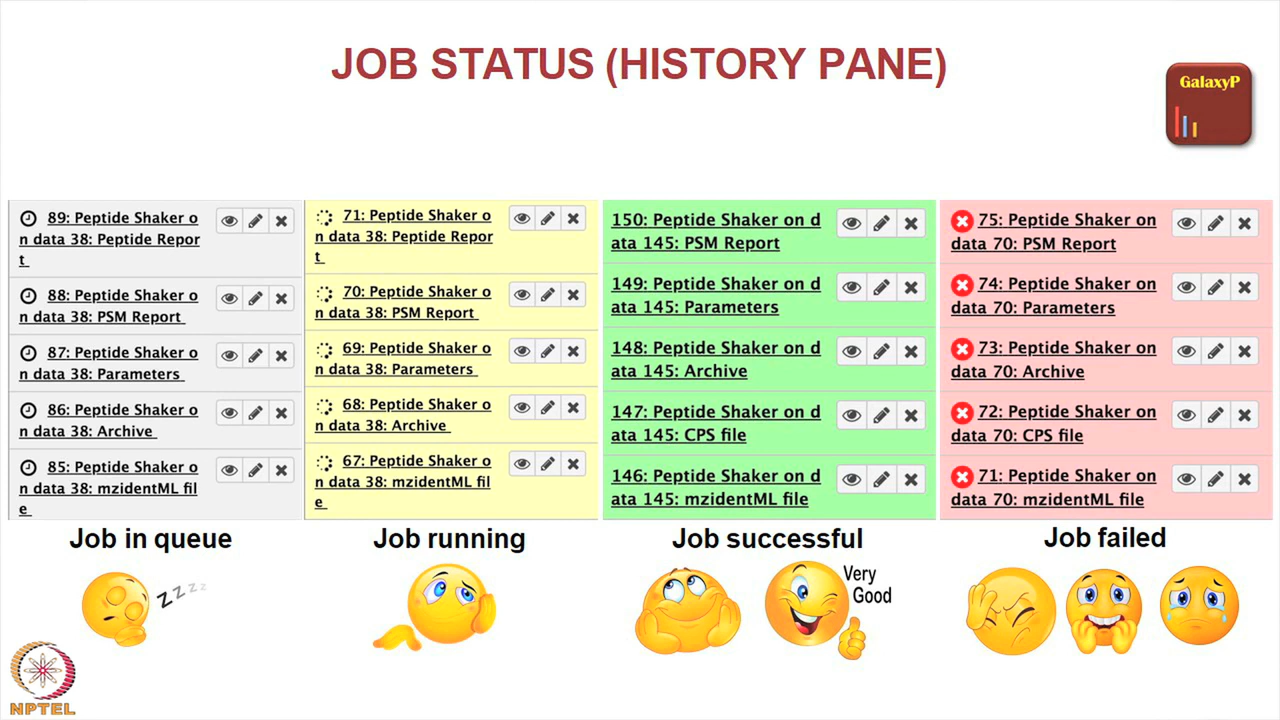 JOB STATUS (HISTORY PANE)
GalaxyP
89: Peptide Shaker o
n data 38: Peptide Repor
t
88: Peptide Shaker o
n data 38: PSM Report
87: Peptide Shaker o
n data 38: Parameters
86: Peptide Shaker o
n data 38: Archive
85: Peptide Shaker o
n data 38: mzidentML fil
e
71: Peptide Shaker o
n data 38: Peptide Repor
t
70: Peptide Shaker o
n data 38: PSM Report
69: Peptide Shaker o
n data 38: Parameters
68: Peptide Shaker o
n data 38: Archive
67: Peptide Shaker o
n data 38: mzidentML fil
e
150: Peptide Shaker on d
ata 145: PSM Report
149: Peptide Shaker on d
ata 145: Parameters
148: Peptide Shaker on d
ata 145: Archive
147: Peptide Shaker on d
ata 145: CPS file
146: Peptide Shaker on d
ata 145: mzidentML file
75: Peptide Shaker on
data 70: PSM Report
74: Peptide Shaker on
data 70: Parameters
73: Peptide Shaker on
data 70: Archive
72: Peptide Shaker on
data 70: CPS file
71: Peptide Shaker on
data 70: mzidentML file
Job in queue
Job running
Job successful
Job failed
zzzz
Very
Good
NPTEL